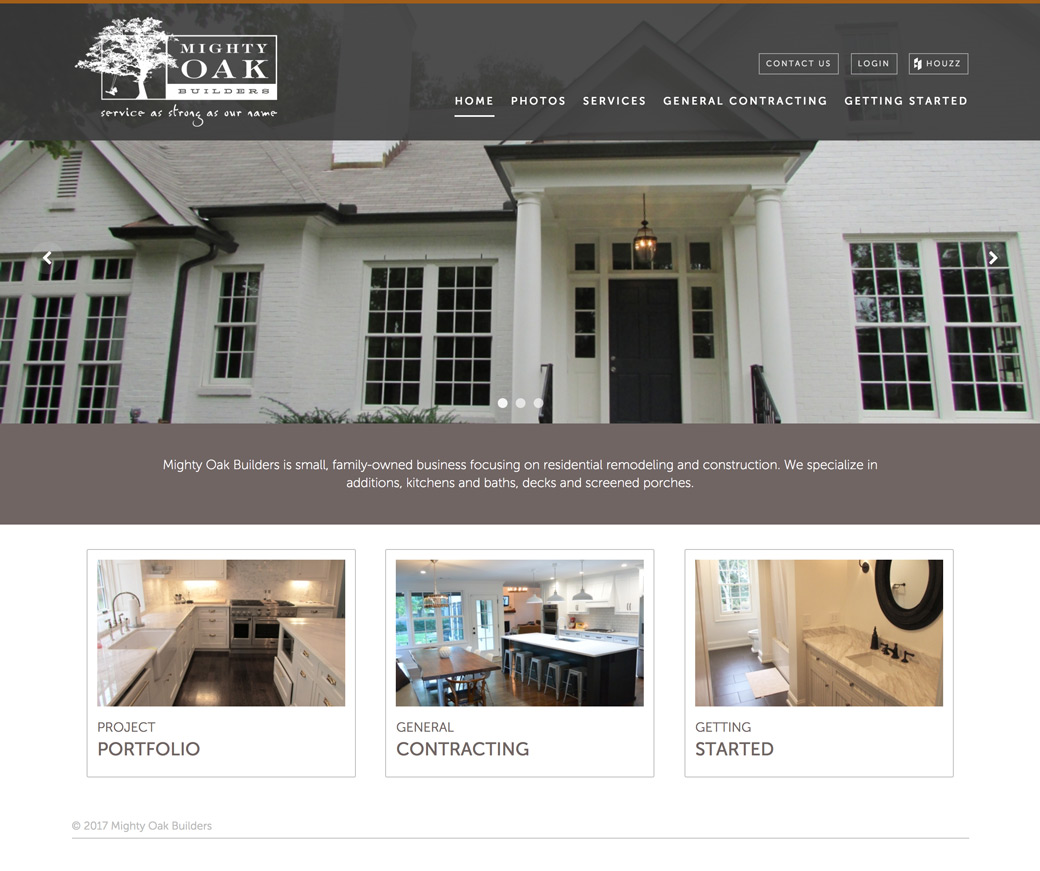 MIGHTY
OAK
BUILDERS
service as strong as our name
CONTACT US
LOGIN
HOUZZ
HOME
PHOTOS
SERVICES
GENERAL CONTRACTING
GETTING STARTED
Mighty Oak Builders is small, family-owned business focusing on residential remodeling and construction. We specialize in
additions, kitchens and baths, decks and screened porches.
PROJECT
PORTFOLIO
GENERAL
CONTRACTING
GETTING
STARTED
© 2017 Mighty Oak Builders